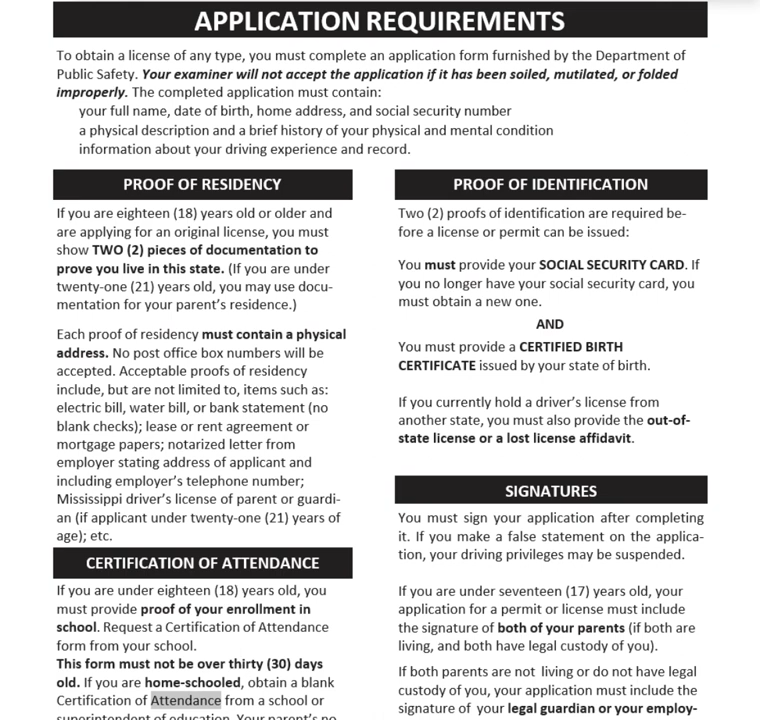 APPLICATION REQUIREMENTS
To obtain a license of any type, you must complete an application form furnished by the Department of
Public Safety. Your examiner will not accept the application if it has been soiled, mutilated, or folded
improperly. The completed application must contain:
your full name, date of birth, home address, and social security number
a physical description and a brief history of your physical and mental condition
information about your driving experience and record.
PROOF OF RESIDENCY
If you are eighteen (18) years old or older and
are applying for an original license, you must
show TWO (2) pieces of documentation to
prove you live in this state. (If you are under
twenty-one (21) years old, you may use docu-
mentation for your parent's residence.)
Each proof of residency must contain a physical
address. No post office box numbers will be
accepted. Acceptable proofs of residency
include, but are not limited to, items such as:
electric bill, water bill, or bank statement (no
blank checks); lease or rent agreement or
mortgage papers; notarized letter from
employer stating address of applicant and
including employer's telephone number;
Mississippi driver's license of parent or guardi-
an (if applicant under twenty-one (21) years of
age); etc.
CERTIFICATION OF ATTENDANCE
If you are under eighteen (18) years old, you
must provide proof of your enrollment in
school. Request a Certification of Attendance
form from your school.
This form must not be over thirty (30) days
old. If you are home-schooled, obtain a blank
Certification of Attendance from a school or
superintendent of education. Your parent's no
PROOF OF IDENTIFICATION
Two (2) proofs of identification are required be-
fore a license or permit can be issued:
You must provide your SOCIAL SECURITY CARD. If
you no longer have your social security card, you
must obtain a new one.
AND
You must provide a CERTIFIED BIRTH
CERTIFICATE issued by your state of birth.
If you currently hold a driver's license from
another state, you must also provide the out-of-
state license or a lost license affidavit.
SIGNATURES
You must sign your application after completing
it. If you make a false statement on the applica-
tion, your driving privileges may be suspended.
If you are under seventeen (17) years old, your
application for a permit or license must include
the signature of both of your parents (if both are
living, and both have legal custody of you).
If both parents are not living or do not have legal
custody of you, your application must include the
signature of your legal guardian or your employ-